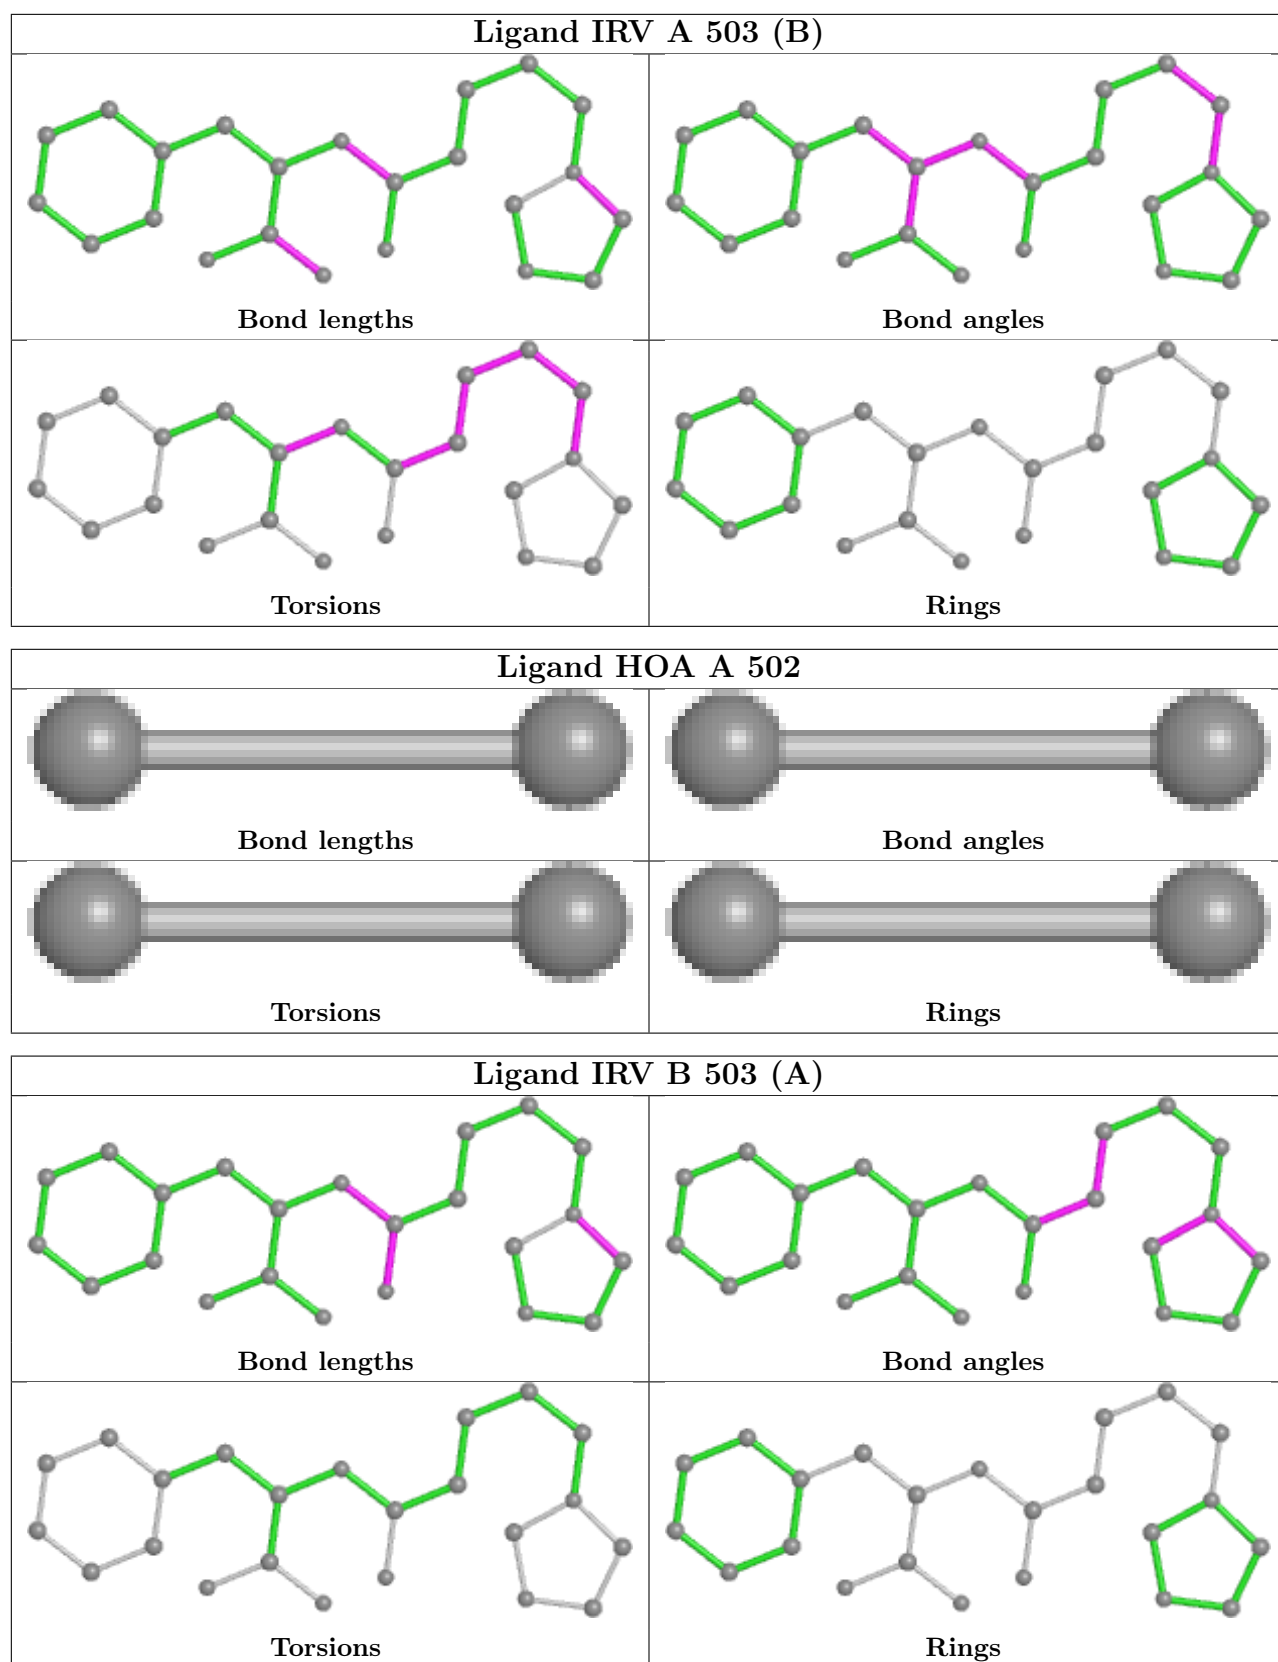 Ligand IRV A 503 (B)
Bond lengths
Bond angles
Torsions
Rings
Ligand HOA A 502
Bond lengths
Bond angles
Torsions
Rings
Ligand IRV B 503 (A)
Bond lengths
Bond angles
Torsions
Rings